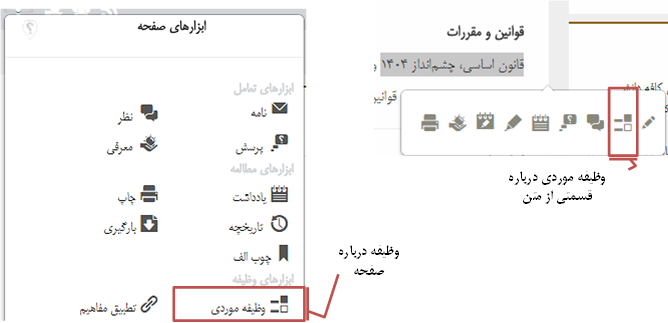 قوانین و مقررات
قانون اساسی، چشم‌انداز ۱۴۰۴ و
قوانین
وظیفه موردی درباره
قسمتی از متن
ابزارهای صفحه
ابزارهای تعامل
نامه
نظر
پرسش
معرفی
ابزارهای مطالعه
یادداشت
چاپ
تاریخچه
بارگیری
چوب الف
ابزارهای وظیفه
وظیفه موردی
تطبیق مفاهیم
وظیفه درباره
صفحه